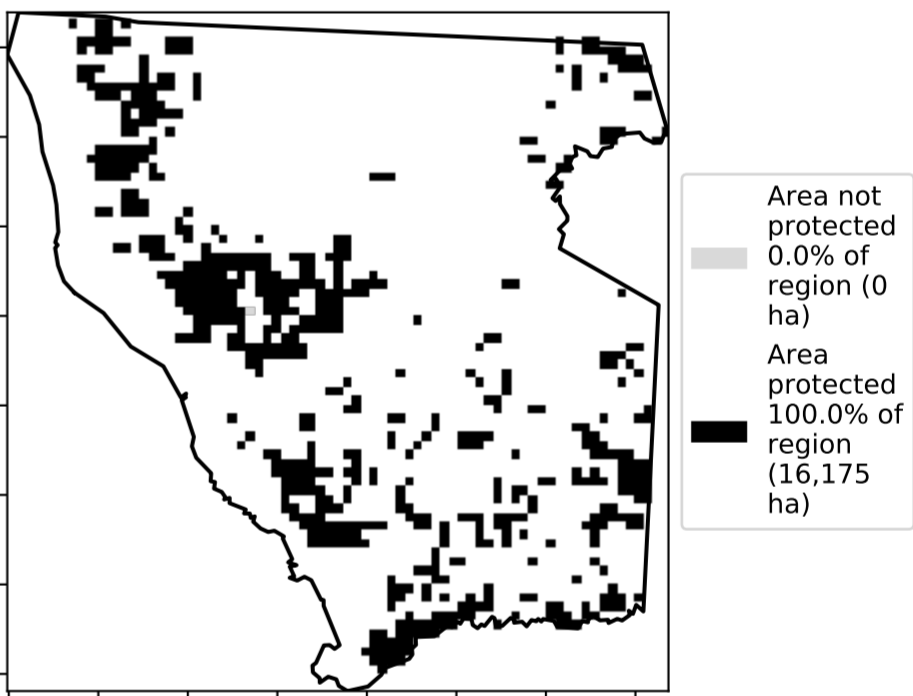 Area not
protected
0.0% of
region (0
ha)
Area
protected
100.0% of
region
(16,175
ha)